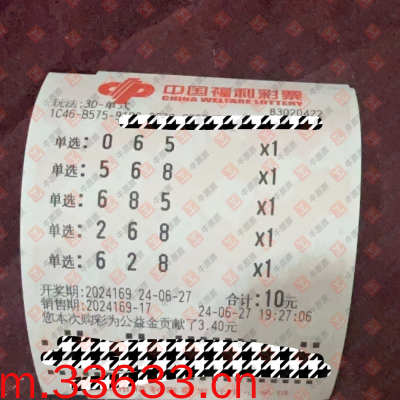 中国福利彩票
CHINA WELFARE LOTTERY
玩法:3D-单式
1C46-B575-9 83020422
单选: 0 6 5 x1
单选: 5 6 8 x1
单选: 6 8 5 x1
单选: 2 6 8 x1
单选: 6 2 8 x1
开奖期:2024169 24-06-27 合计:10元
销售期:2024169-17 24-06-27 19:27:06
您本次购彩为公益金贡献了3.40元
m.33633.cn